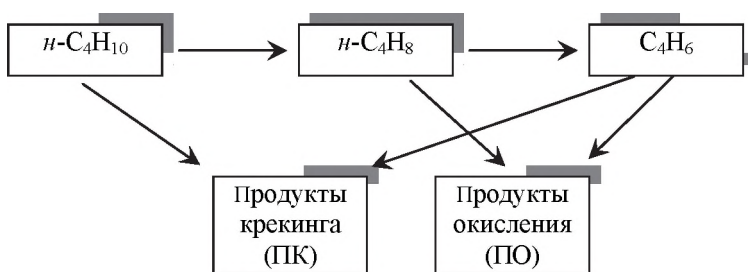 н-C₄H₁₀
н-C₄H₈
C₄H₆
Продукты
крекинга
(ПК)
Продукты
окисления
(ПО)